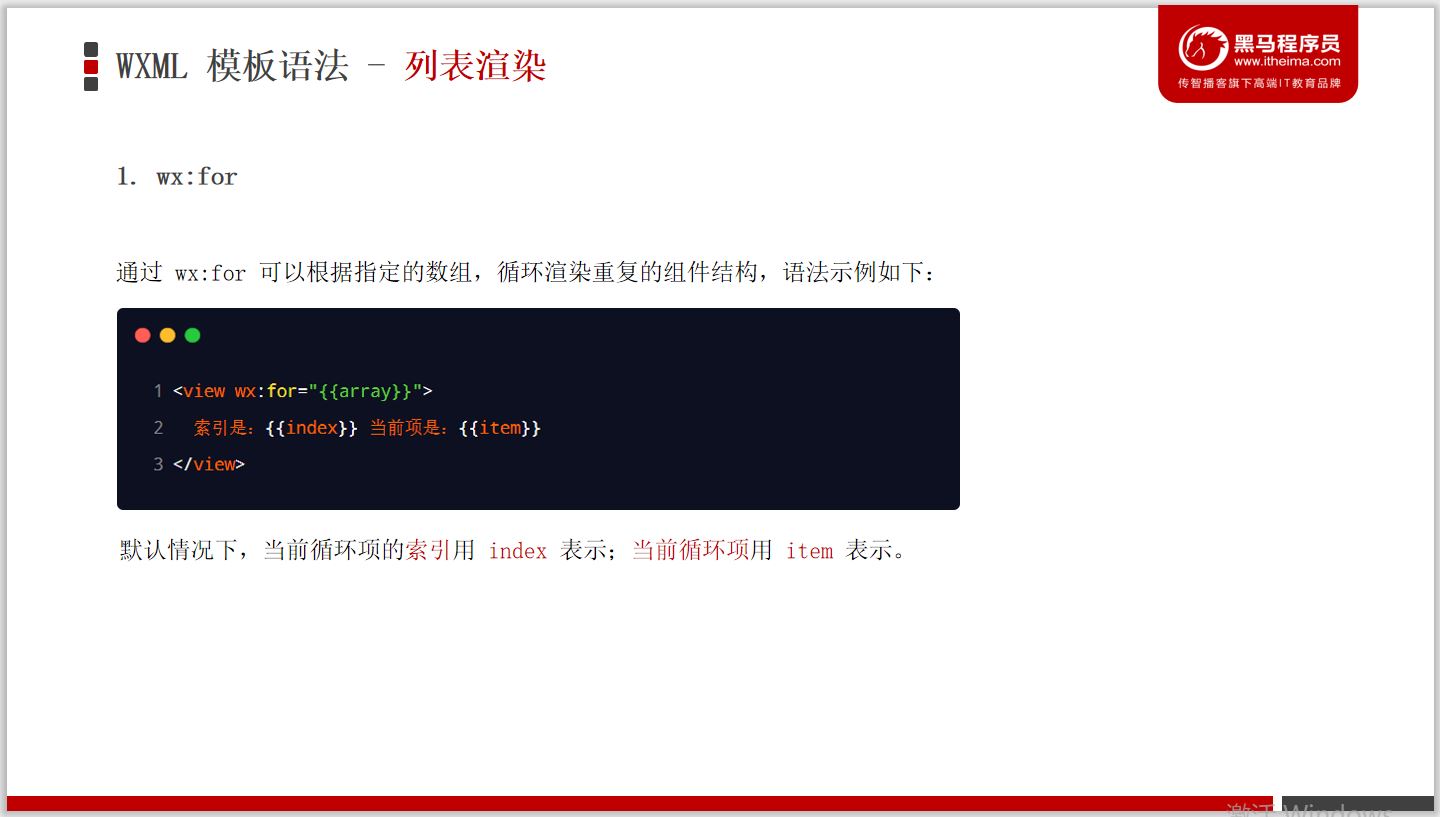 WXML 模板语法 - 列表渲染
黑马程序员
www.itheima.com
传智播客旗下高端IT教育品牌
1. wx:for
通过 wx:for 可以根据指定的数组，循环渲染重复的组件结构，语法示例如下：
1 <view wx:for="{{array}}">
2 索引是：{{index}} 当前项是：{{item}}
3 </view>
默认情况下，当前循环项的索引用 index 表示；当前循环项用 item 表示。
激活 Windows